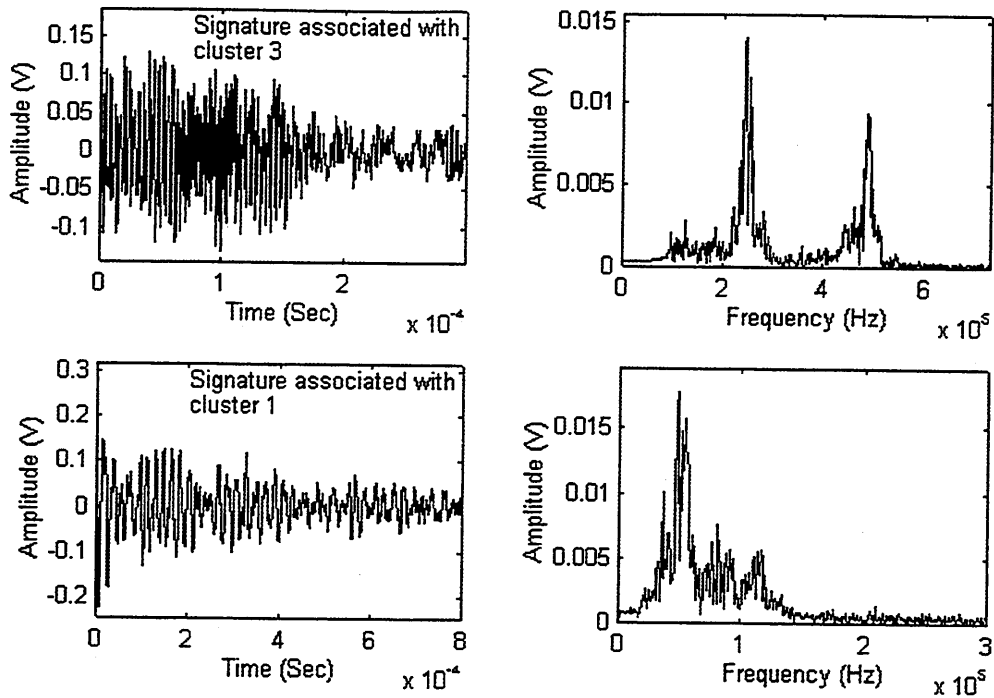 Signature associated with
cluster 3
0.15
0.1
0.05
0
-0.05
-0.1
Amplitude (V)
0 1 2
Time (Sec)
x 10^-4
0.015
0.01
0.005
0
Amplitude (V)
0 2 4 6
Frequency (Hz)
x 10^5
Signature associated with
cluster 1
0.3
0.2
0.1
0
-0.1
-0.2
Amplitude (V)
0 2 4 6 8
Time (Sec)
x 10^-4
0.015
0.01
0.005
0
Amplitude (V)
0 1 2 3
Frequency (Hz)
x 10^5